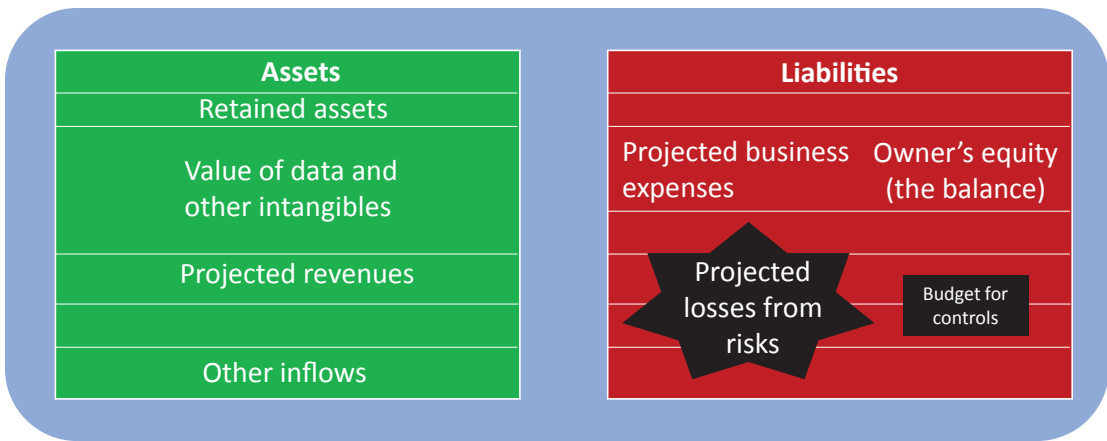 Assets
Retained assets
Value of data and
other intangibles
Projected revenues
Other inflows
Liabilities
Projected business
expenses
Owner’s equity
(the balance)
Projected
losses from
risks
Budget for
controls